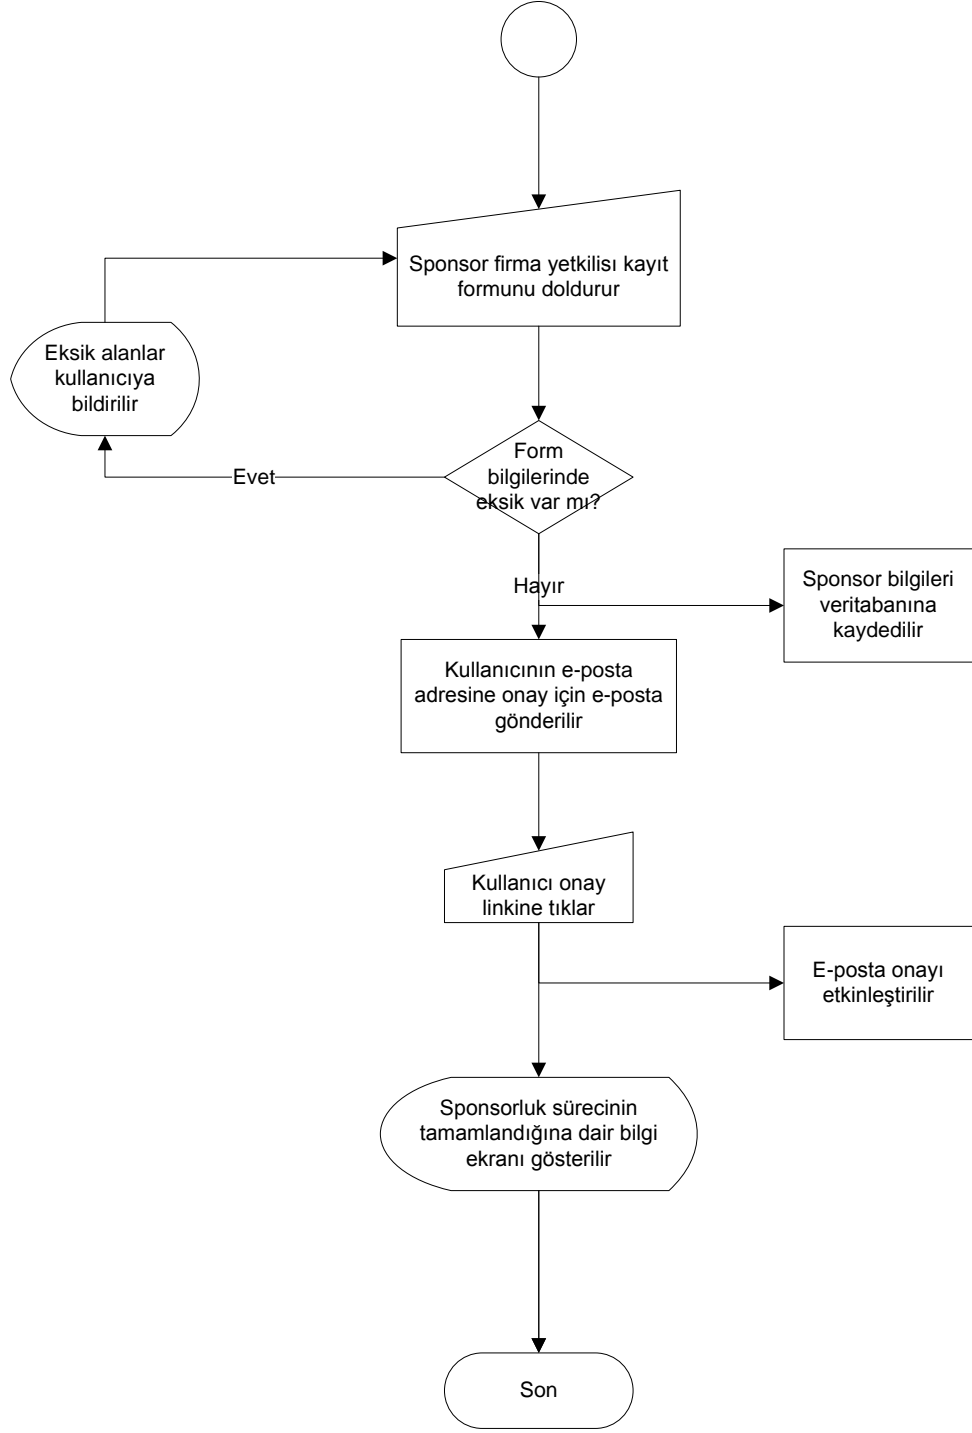 Sponsor firma yetkilisı kayıt
formunu doldurur
Eksik alanlar
kullanıcıya
bildirilir
Form
bilgilerinde
eksik var mı?
Evet
Hayır
Sponsor bilgileri
veritabanına
kaydedilir
Kullanıcının e-posta
adresine onay için e-posta
gönderilir
Kullanıcı onay
linkine tıklar
E-posta onayı
etkinleştirilir
Sponsorluk sürecinin
tamamlandığına dair bilgi
ekranı gösterilir
Son